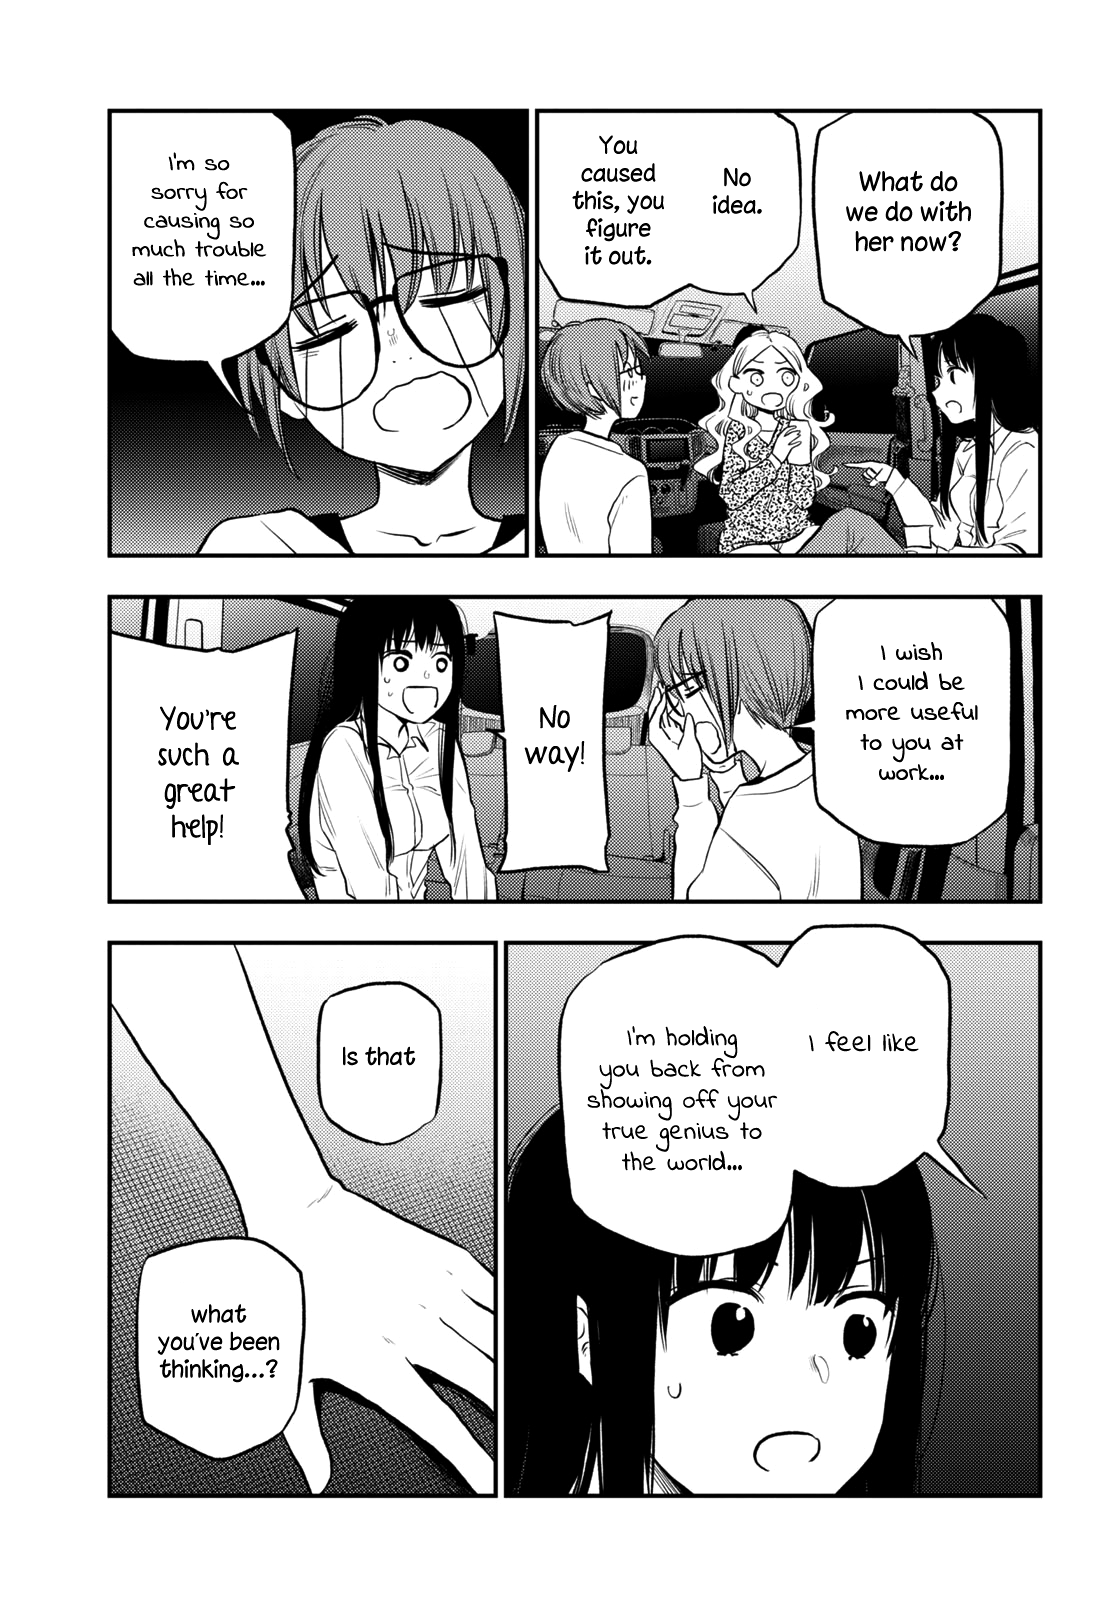 What do
we do with
her now?
No
idea.
You
caused
this, you
figure
it out.
I'm so
sorry for
causing so
much trouble
all the time...
I wish
I could be
more useful
to you at
work...
No
way!
You're
such a
great
help!
I feel like
I'm holding
you back from
showing off your
true genius to
the world...
Is that
what
you've been
thinking...?